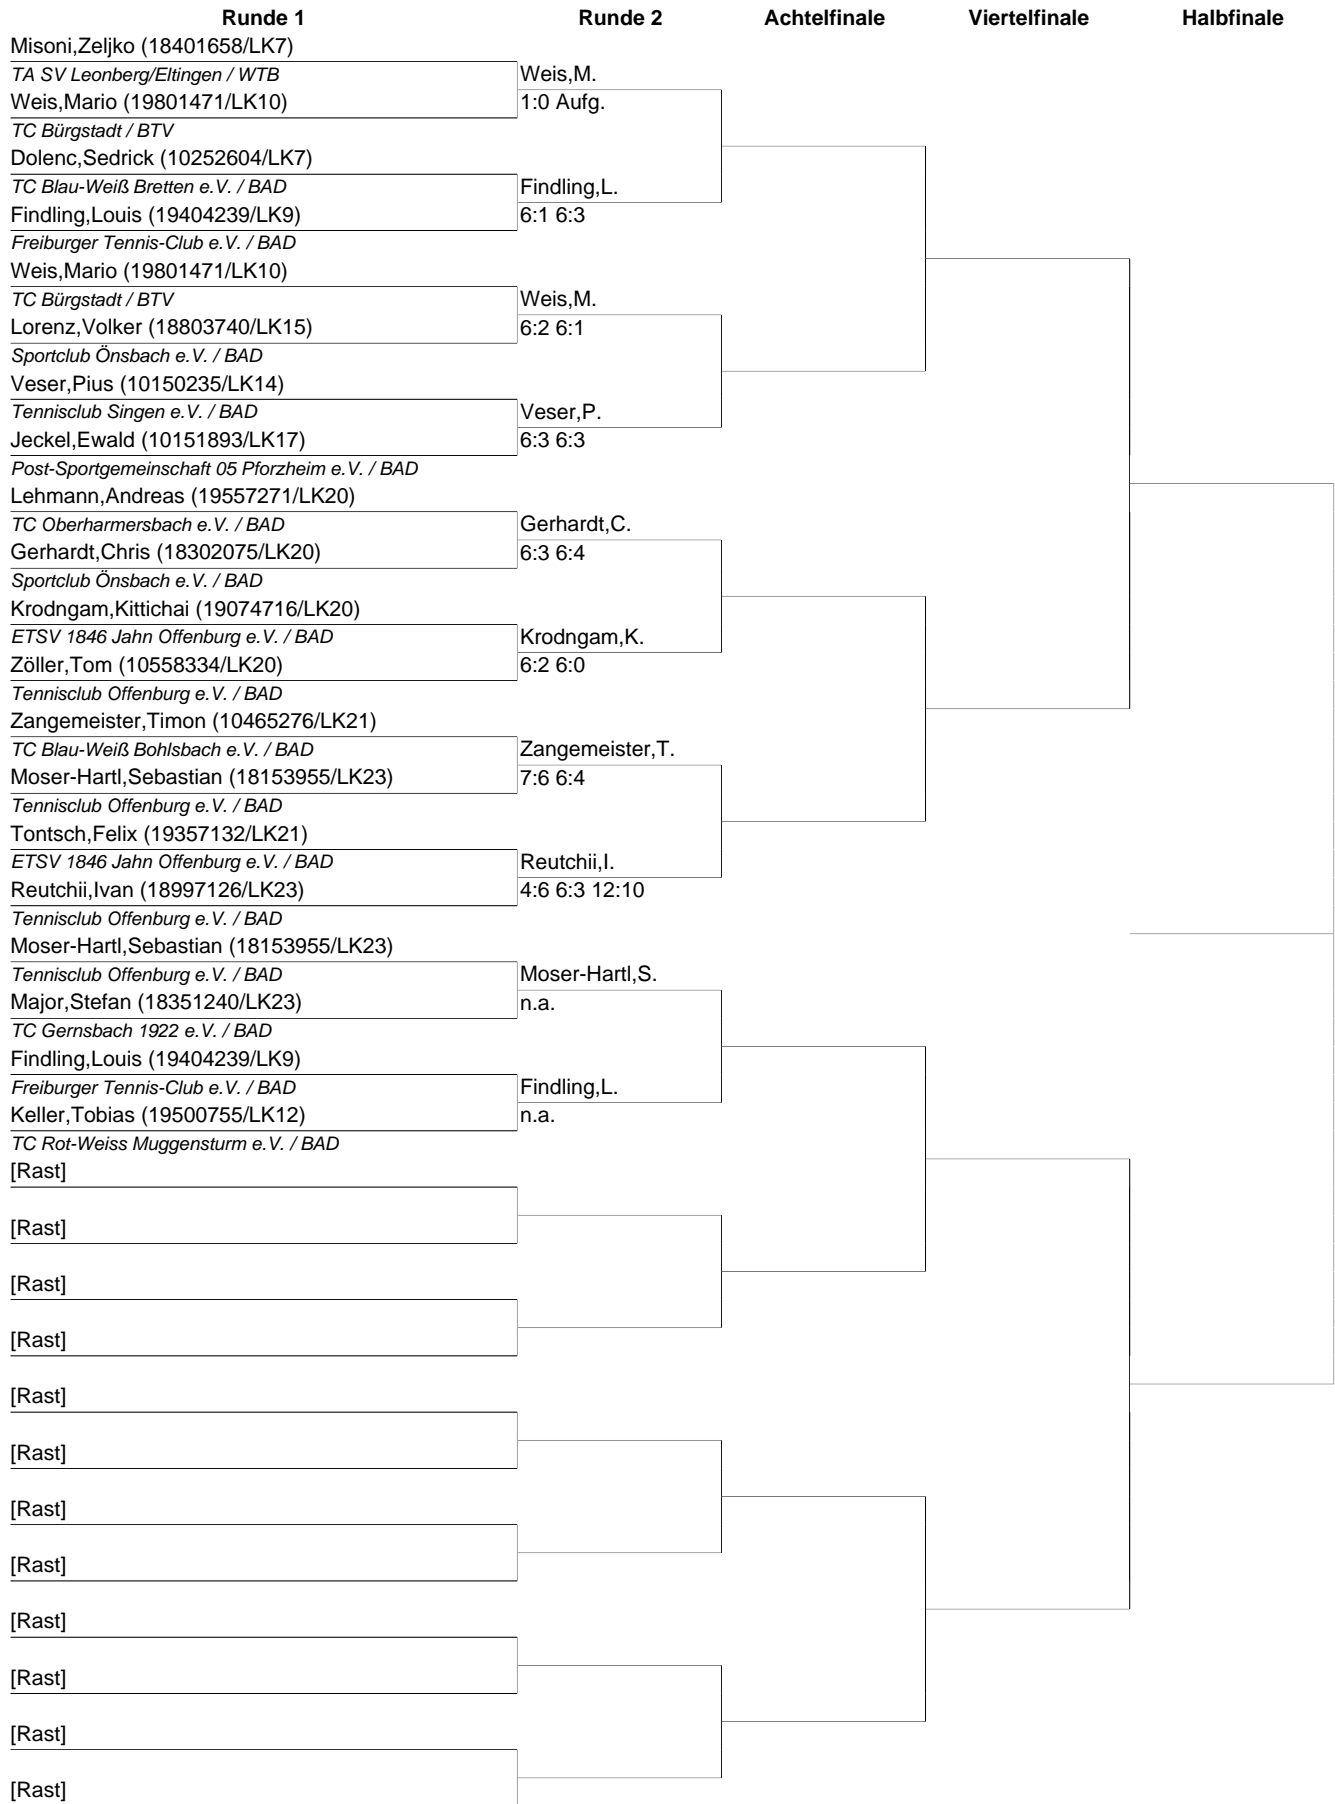 Runde 1 Runde 2 Achtelfinale Viertelfinale Halbfinale
Misoni,Zeljko (18401658/LK7)
TA SV Leonberg/Eltingen / WTB Weis,M.
Weis,Mario (19801471/LK10) 1:0 Aufg.
TC Bürgstadt / BTV
Dolenc,Sedrick (10252604/LK7)
TC Blau-Weiß Bretten e.V. / BAD Findling,L.
Findling,Louis (19404239/LK9) 6:1 6:3
Freiburger Tennis-Club e.V. / BAD
Weis,Mario (19801471/LK10)
TC Bürgstadt / BTV Weis,M.
Lorenz,Volker (18803740/LK15) 6:2 6:1
Sportclub Önsbach e.V. / BAD
Veser,Pius (10150235/LK14)
Tennisclub Singen e.V. / BAD Veser,P.
Jeckel,Ewald (10151893/LK17) 6:3 6:3
Post-Sportgemeinschaft 05 Pforzheim e.V. / BAD
Lehmann,Andreas (19557271/LK20)
TC Oberharmersbach e.V. / BAD Gerhardt,C.
Gerhardt,Chris (18302075/LK20) 6:3 6:4
Sportclub Önsbach e.V. / BAD
Krodngam,Kittichai (19074716/LK20)
ETSV 1846 Jahn Offenburg e.V. / BAD Krodngam,K.
Zöller,Tom (10558334/LK20) 6:2 6:0
Tennisclub Offenburg e.V. / BAD
Zangemeister,Timon (10465276/LK21)
TC Blau-Weiß Bohlsbach e.V. / BAD Zangemeister,T.
Moser-Hartl,Sebastian (18153955/LK23) 7:6 6:4
Tennisclub Offenburg e.V. / BAD
Tontsch,Felix (19357132/LK21)
ETSV 1846 Jahn Offenburg e.V. / BAD Reutchii,I.
Reutchii,Ivan (18997126/LK23) 4:6 6:3 12:10
Tennisclub Offenburg e.V. / BAD
Moser-Hartl,Sebastian (18153955/LK23)
Tennisclub Offenburg e.V. / BAD Moser-Hartl,S.
Major,Stefan (18351240/LK23) n.a.
TC Gernsbach 1922 e.V. / BAD
Findling,Louis (19404239/LK9)
Freiburger Tennis-Club e.V. / BAD Findling,L.
Keller,Tobias (19500755/LK12) n.a.
TC Rot-Weiss Muggensturm e.V. / BAD
[Rast]
[Rast]
[Rast]
[Rast]
[Rast]
[Rast]
[Rast]
[Rast]
[Rast]
[Rast]
[Rast]
[Rast]